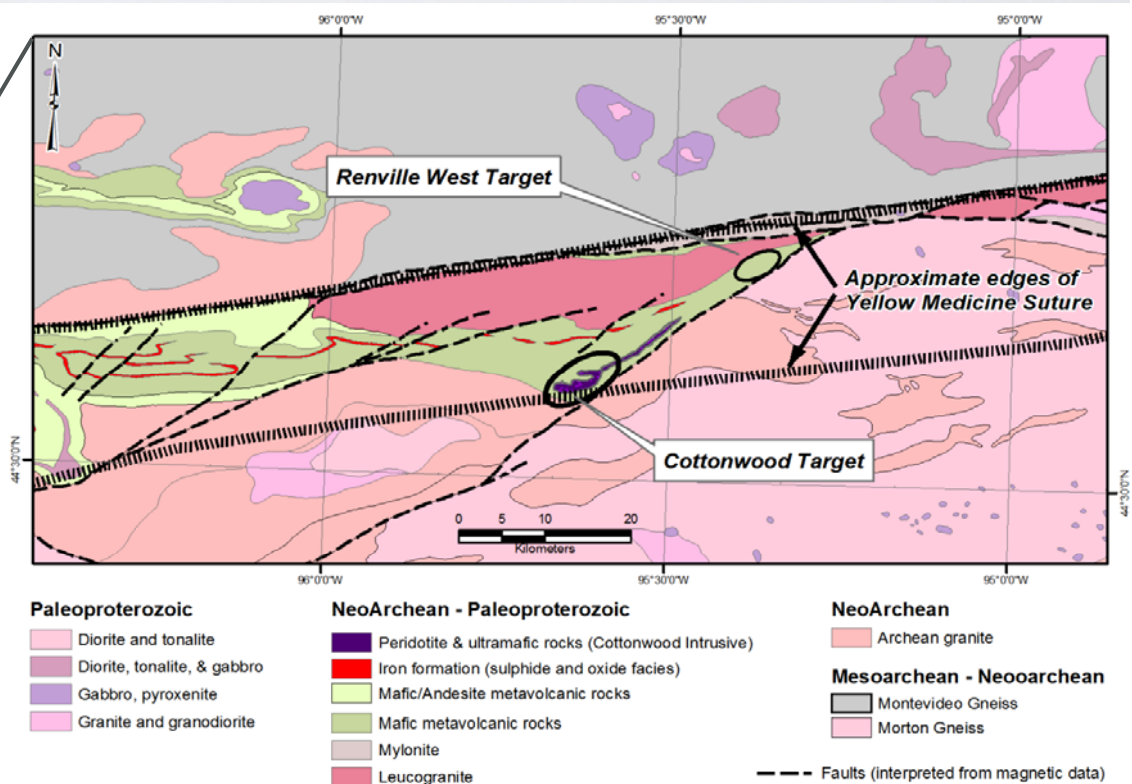 96°0'0"W
95°30'0"W
95°0'0"W
N
Renville West Target
Approximate edges of
Yellow Medicine Suture
Cottonwood Target
44°30'0"N
44°30'0"N
0 5 10 20
Kilometers
96°0'0"W
95°30'0"W
95°0'0"W
Paleoproterozoic
Diorite and tonalite
Diorite, tonalite, & gabbro
Gabbro, pyroxenite
Granite and granodiorite
NeoArchean - Paleoproterozoic
Peridotite & ultramafic rocks (Cottonwood Intrusive)
Iron formation (sulphide and oxide facies)
Mafic/Andesite metavolcanic rocks
Mafic metavolcanic rocks
Mylonite
Leucogranite
NeoArchean
Archean granite
Mesoarchean - Neooarchean
Montevideo Gneiss
Morton Gneiss
Faults (interpreted from magnetic data)